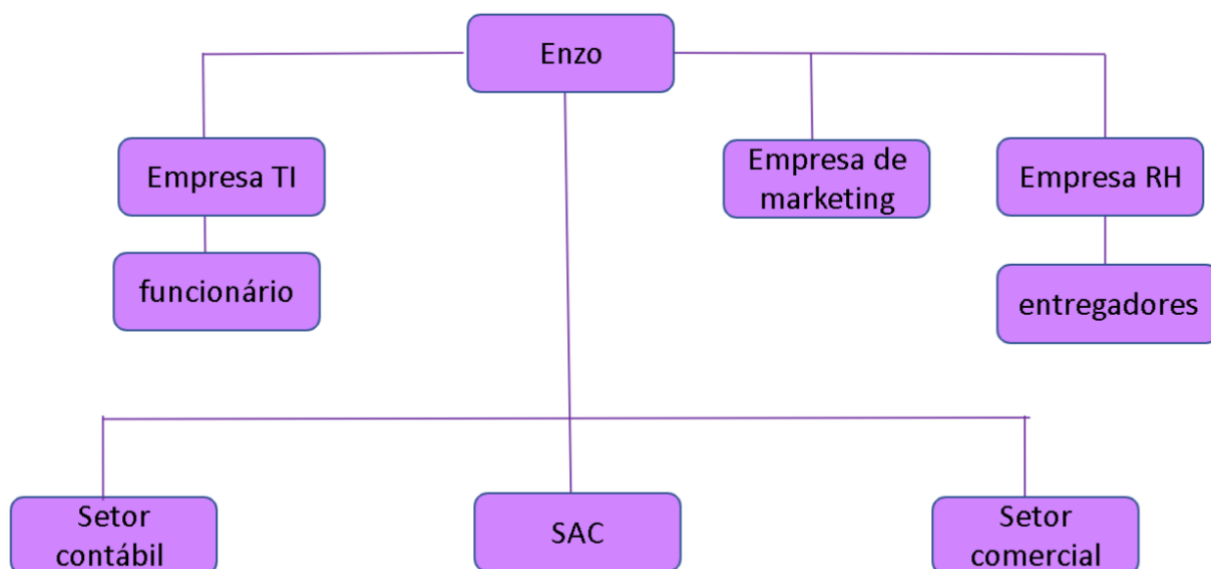 Enzo
Empresa TI
Empresa de
marketing
Empresa RH
funcionário
entregadores
Setor
contábil
SAC
Setor
comercial